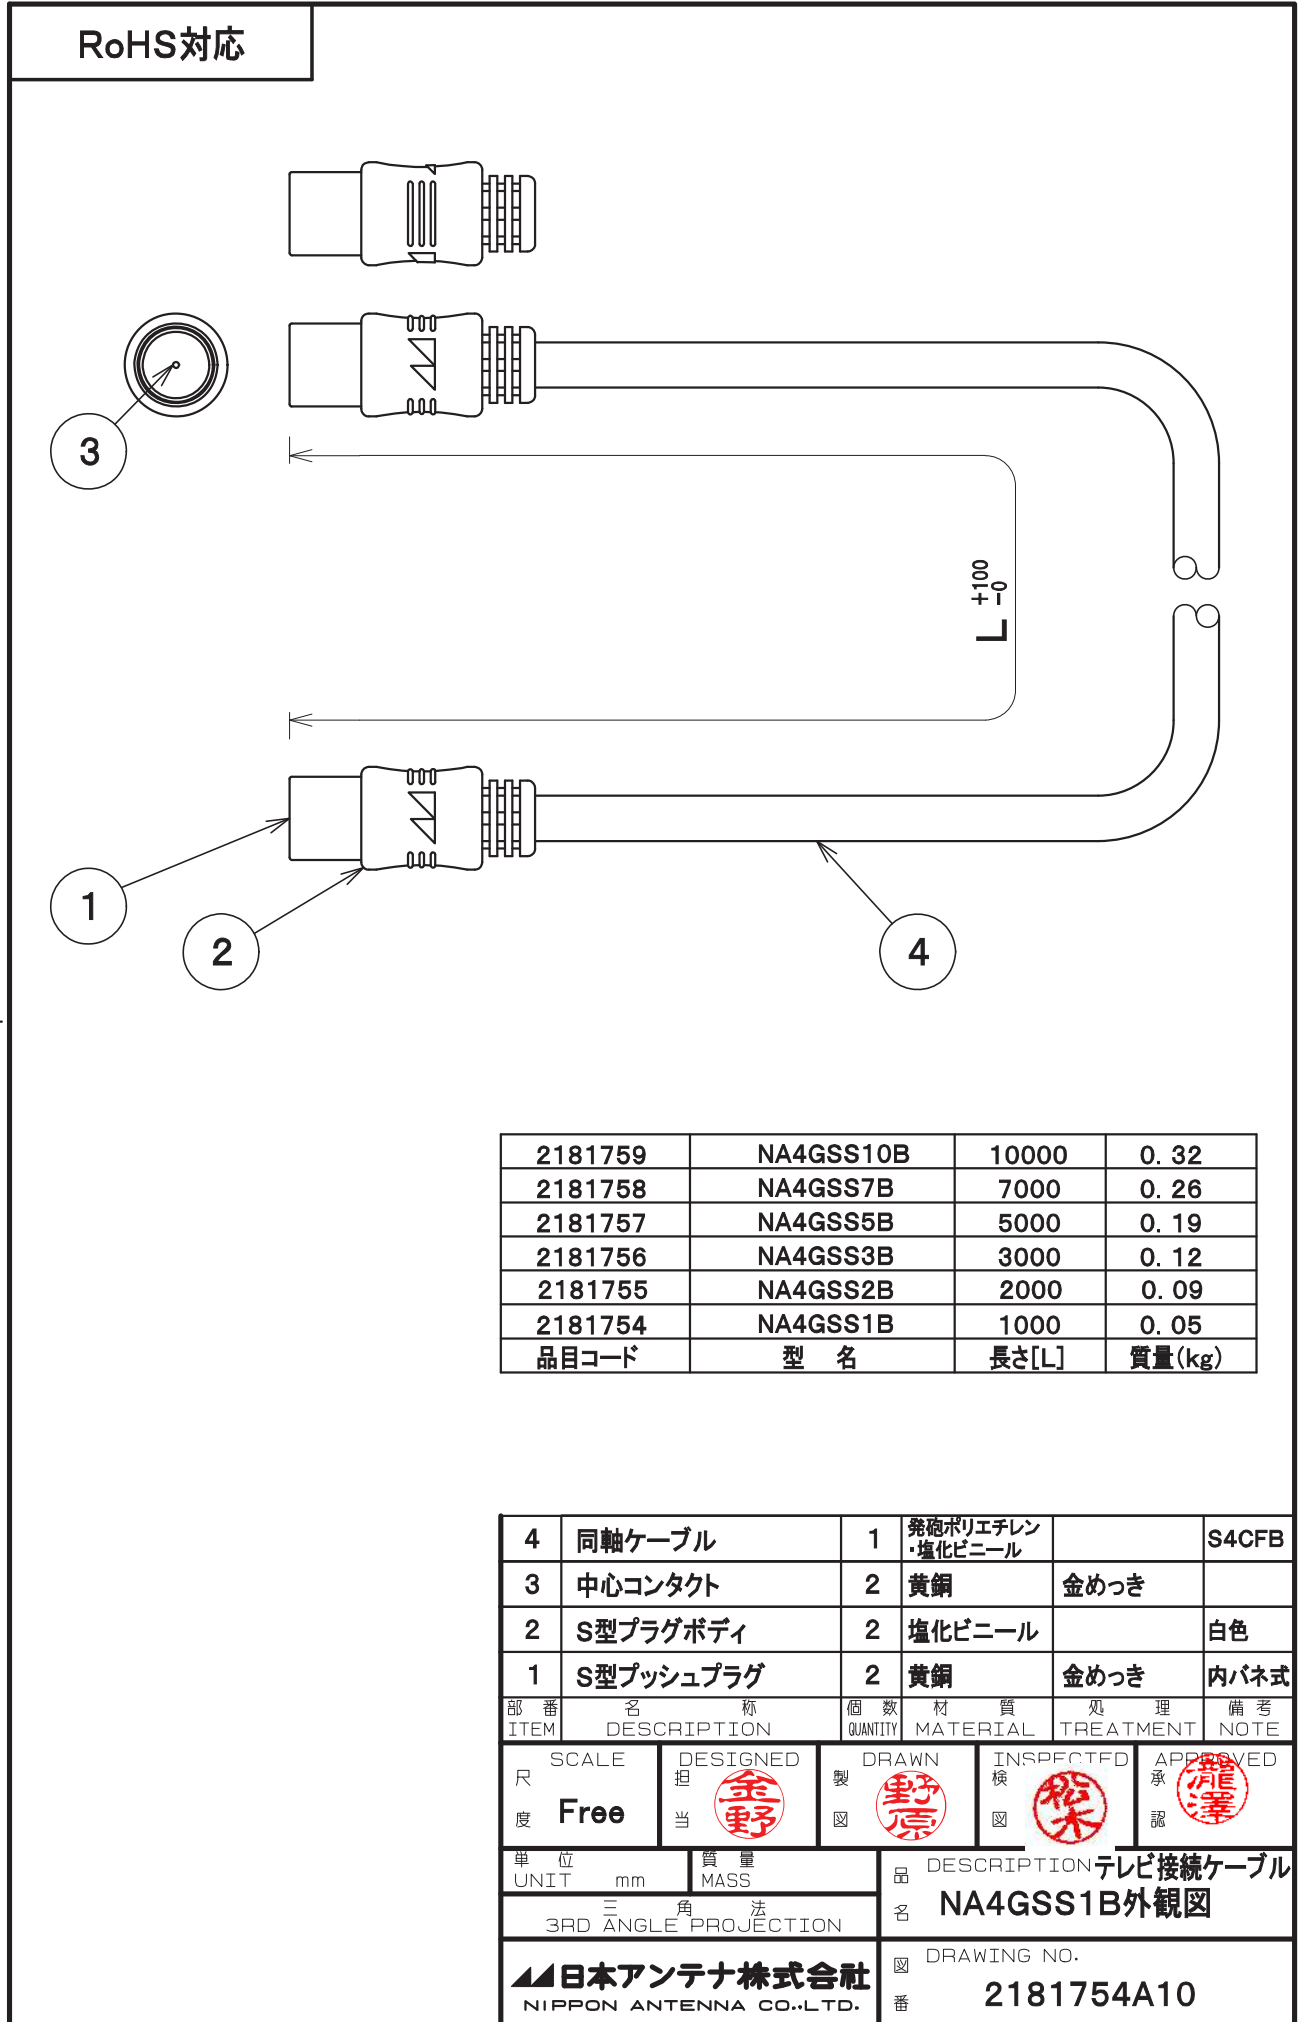 RoHS対応
3
L +100 -0
1
2
4
2181759 NA4GSS10B 10000 0.32
2181758 NA4GSS7B 7000 0.26
2181757 NA4GSS5B 5000 0.19
2181756 NA4GSS3B 3000 0.12
2181755 NA4GSS2B 2000 0.09
2181754 NA4GSS1B 1000 0.05
品目コード 型 名 長さ[L] 質量(kg)
4 同軸ケーブル 1 発砲ポリエチレン・塩化ビニール S4CFB
3 中心コンタクト 2 黄銅 金めっき
2 S型プラグボディ 2 塩化ビニール 白色
1 S型プッシュプラグ 2 黄銅 金めっき 内バネ式
部番 名称 個数 材質 処理 備考
ITEM DESCRIPTION QUANTITY MATERIAL TREATMENT NOTE
SCALE DESIGNED DRAWN INSPECTED APPROVED
尺度 Free 担当 金野 製図 野原 検図 松木 承認 瀧澤
単位 質量
UNIT mm MASS
三角法
3RD ANGLE PROJECTION
品名 DESCRIPTION テレビ接続ケーブル
NA4GSS1B外観図
日本アンテナ株式会社
NIPPON ANTENNA CO.,LTD.
図番 DRAWING NO.
2181754A10